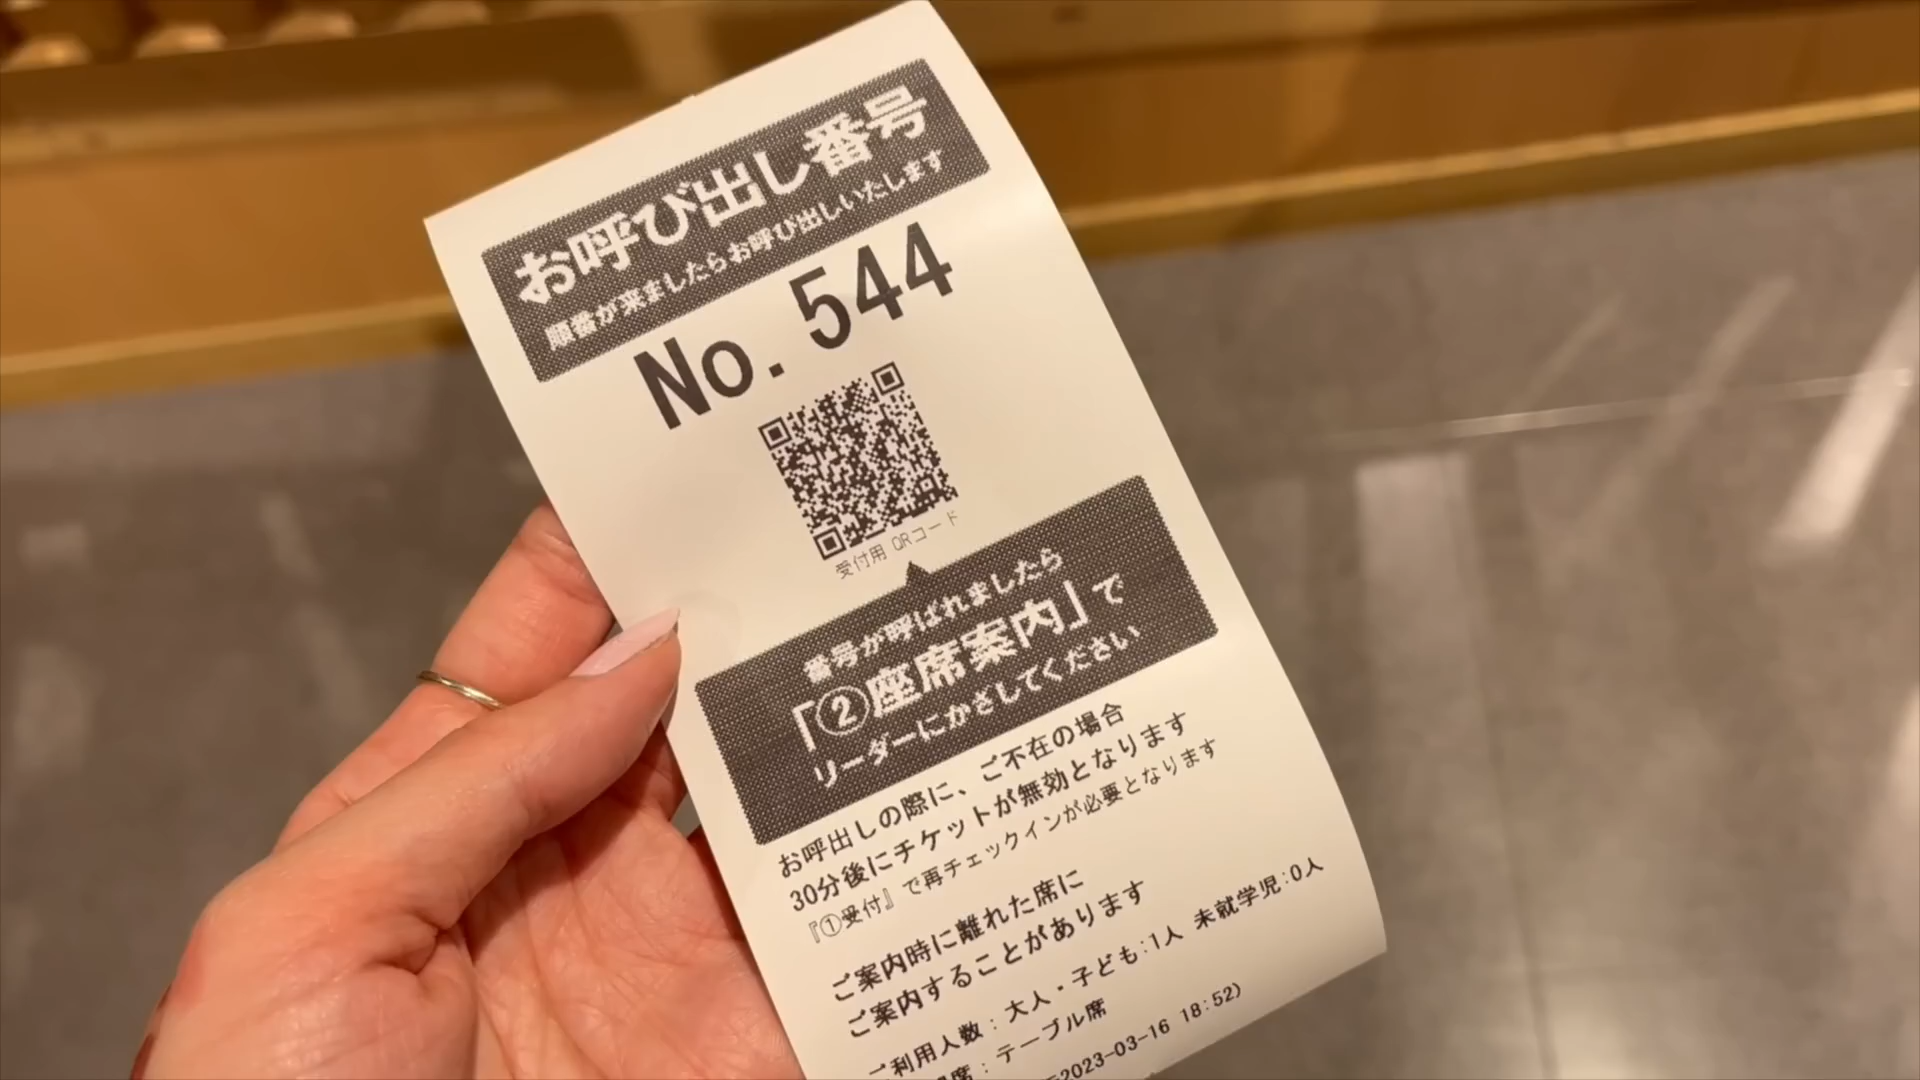 お呼び出し番号
順番が来ましたらお呼び出しいたします
No. 544
受付用 QRコード
番号が呼ばれましたら
「②座席案内」で
リーダーにかざしてください
お呼出しの際に、ご不在の場合
30分後にチケットが無効となります
『①受付』で再チェックインが必要となります
ご案内時に離れた席に
ご案内することがあります
ご利用人数：大人・子ども:1人 未就学児:0人
席：テーブル席
2023-03-16 18:52)